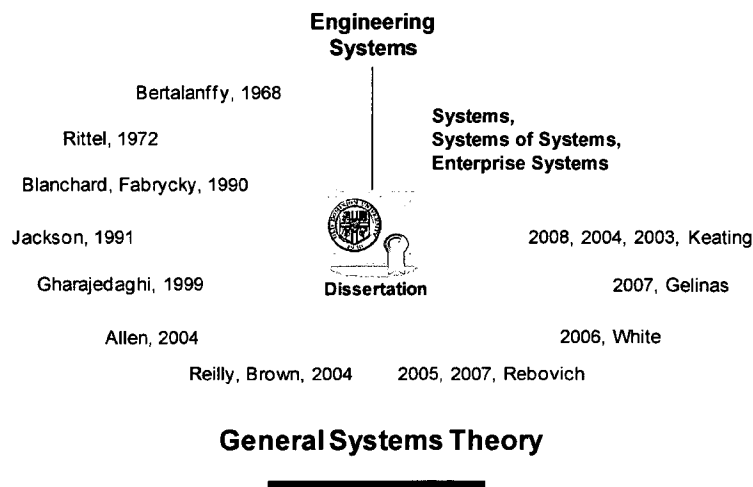 Engineering
Systems
Bertalanffy, 1968
Rittel, 1972
Blanchard, Fabrycky, 1990
Jackson, 1991
Gharajedaghi, 1999
Allen, 2004
Reilly, Brown, 2004
Systems,
Systems of Systems,
Enterprise Systems
Dissertation
2008, 2004, 2003, Keating
2007, Gelinas
2006, White
2005, 2007, Rebovich
General Systems Theory